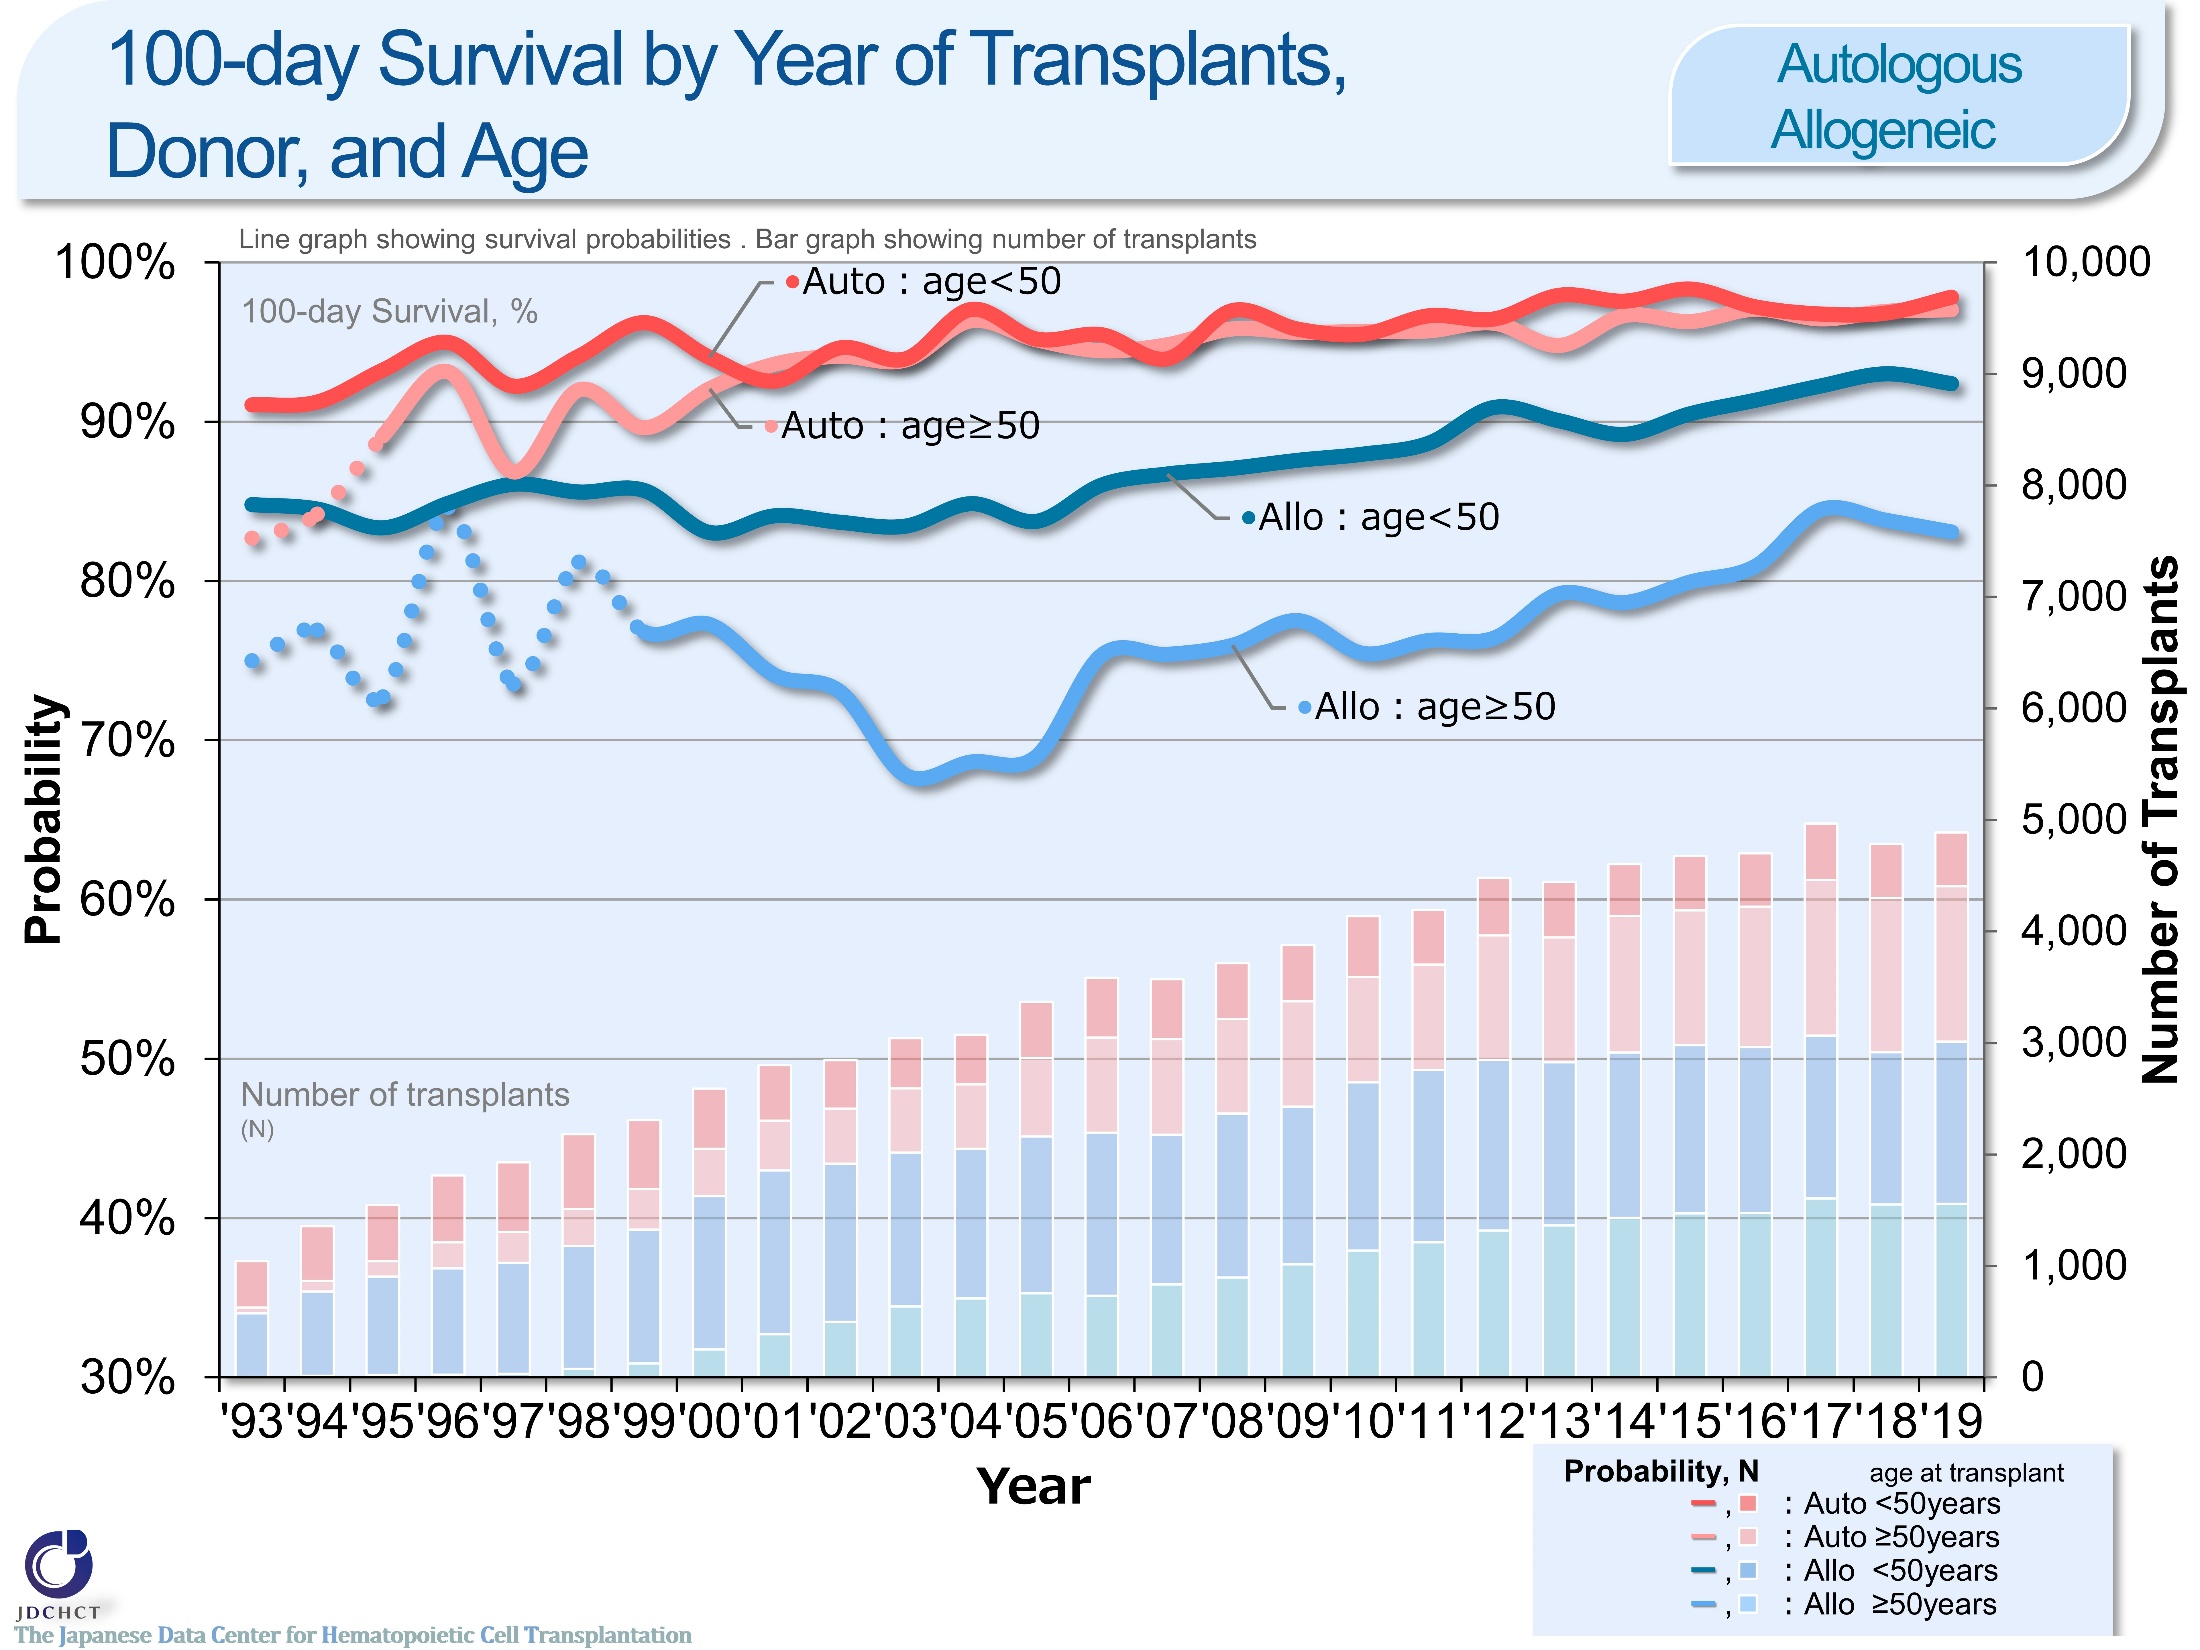 100-day Survival by Year of Transplants,
Donor, and Age
Autologous
Allogeneic
Line graph showing survival probabilities . Bar graph showing number of transplants
100-day Survival, %
Auto : age<50
Auto : age≥50
Allo : age<50
Allo : age≥50
Number of transplants
(N)
Probability
100%
90%
80%
70%
60%
50%
40%
30%
10,000
9,000
8,000
7,000
6,000
5,000
4,000
3,000
2,000
1,000
0
Number of Transplants
'93 '94 '95 '96 '97 '98 '99 '00 '01 '02 '03 '04 '05 '06 '07 '08 '09 '10 '11 '12 '13 '14 '15 '16 '17 '18 '19
Year
Probability, N age at transplant
, : Auto <50years
, : Auto ≥50years
, : Allo <50years
, : Allo ≥50years
JDCHCT
The Japanese Data Center for Hematopoietic Cell Transplantation